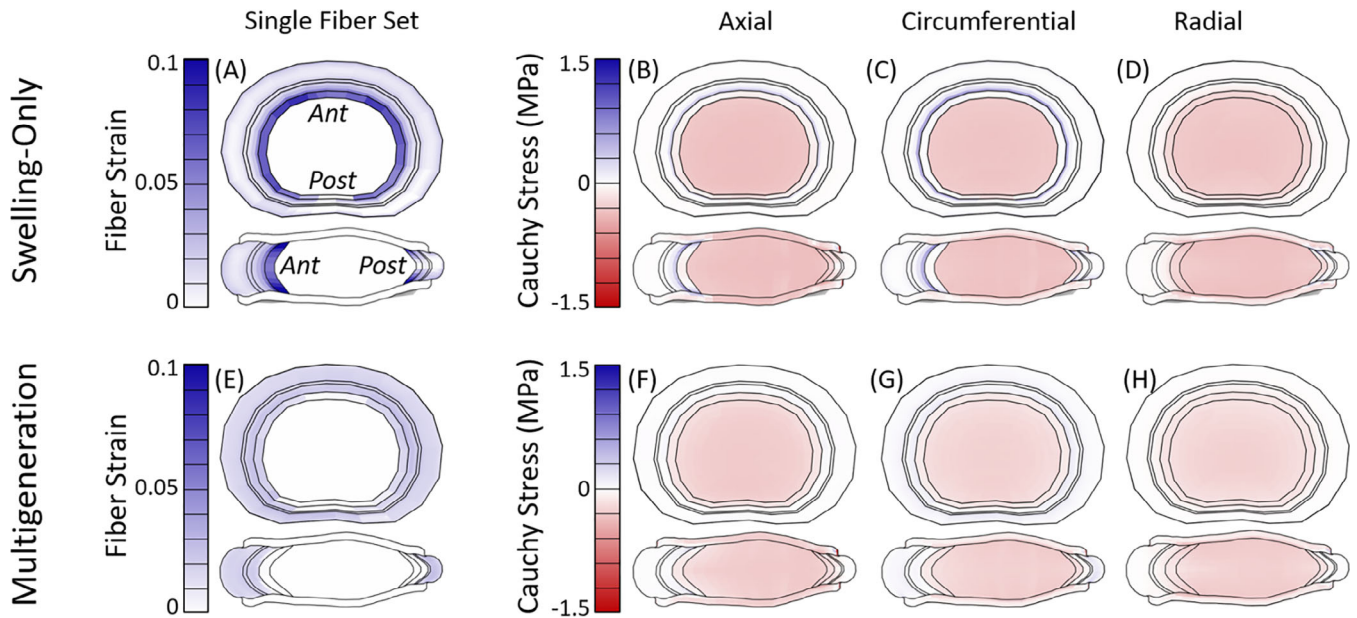 Single Fiber Set
Axial
Circumferential
Radial
Swelling-Only
Fiber Strain
0.1
0.05
0
(A)
Ant
Post
Ant
Post
Cauchy Stress (MPa)
1.5
0
-1.5
(B)
(C)
(D)
Multigeneration
Fiber Strain
0.1
0.05
0
(E)
Cauchy Stress (MPa)
1.5
0
-1.5
(F)
(G)
(H)